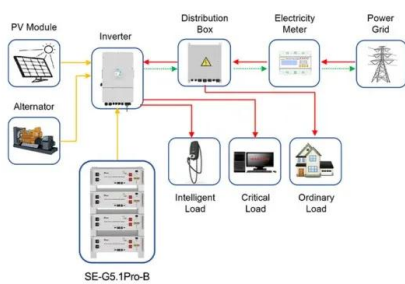 PV Module
Inverter
Distribution
Box
Electricity
Meter
Power
Grid
Alternator
Intelligent
Load
Critical
Load
Ordinary
Load
SE-G5.1Pro-B